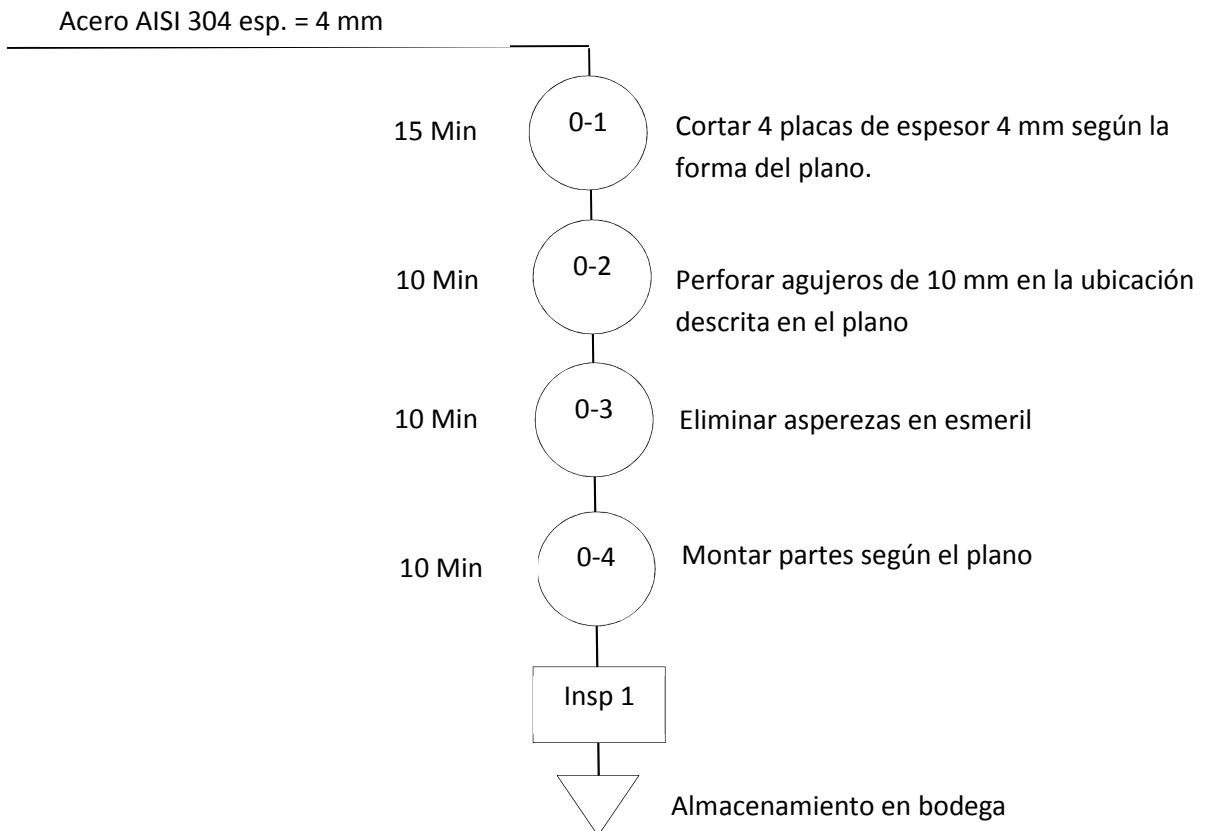 Acero AISI 304 esp. = 4 mm
15 Min
0-1
Cortar 4 placas de espesor 4 mm según la
forma del plano.
10 Min
0-2
Perforar agujeros de 10 mm en la ubicación
descrita en el plano
10 Min
0-3
Eliminar asperezas en esmeril
10 Min
0-4
Montar partes según el plano
Insp 1
Almacenamiento en bodega